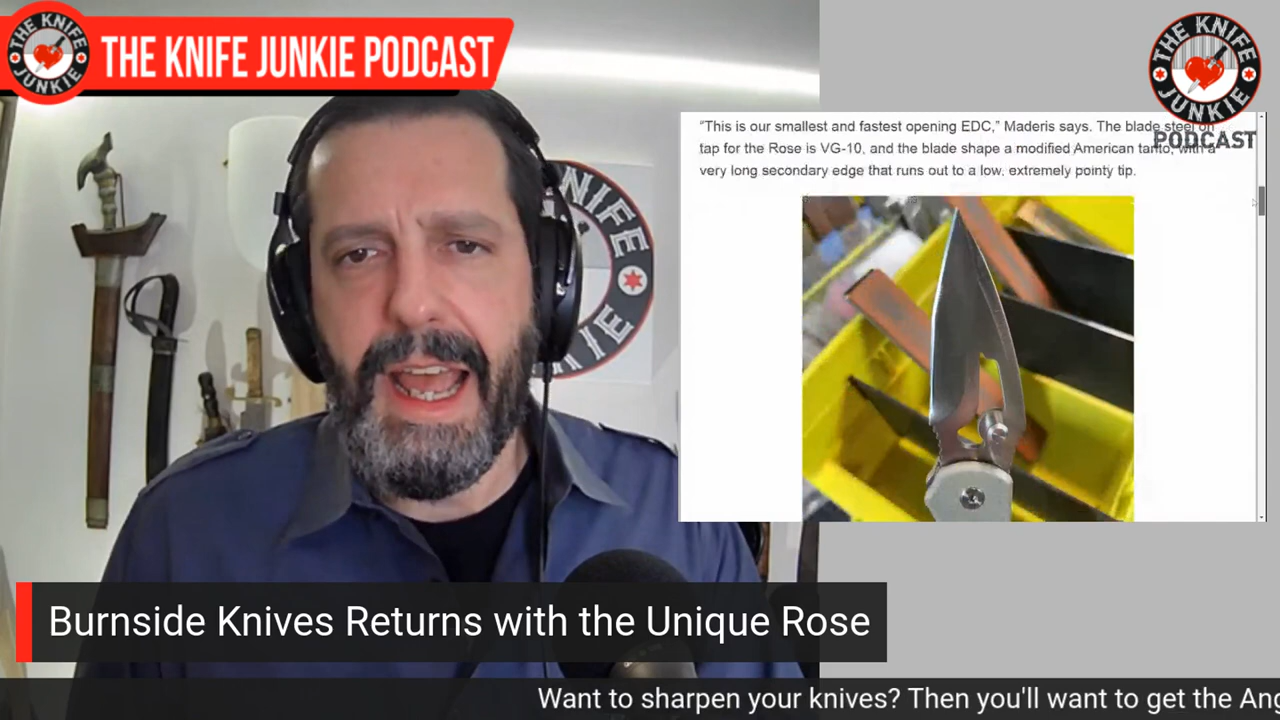 THE KNIFE JUNKIE
THE KNIFE JUNKIE PODCAST
THE KNIFE JUNKIE
PODCAST
"This is our smallest and fastest opening EDC," Maderis says. The blade steel on
tap for the Rose is VG-10, and the blade shape a modified American tanto, with a
very long secondary edge that runs out to a low, extremely pointy tip.
KNIFE
JUNKIE
Burnside Knives Returns with the Unique Rose
Want to sharpen your knives? Then you'll want to get the Ang